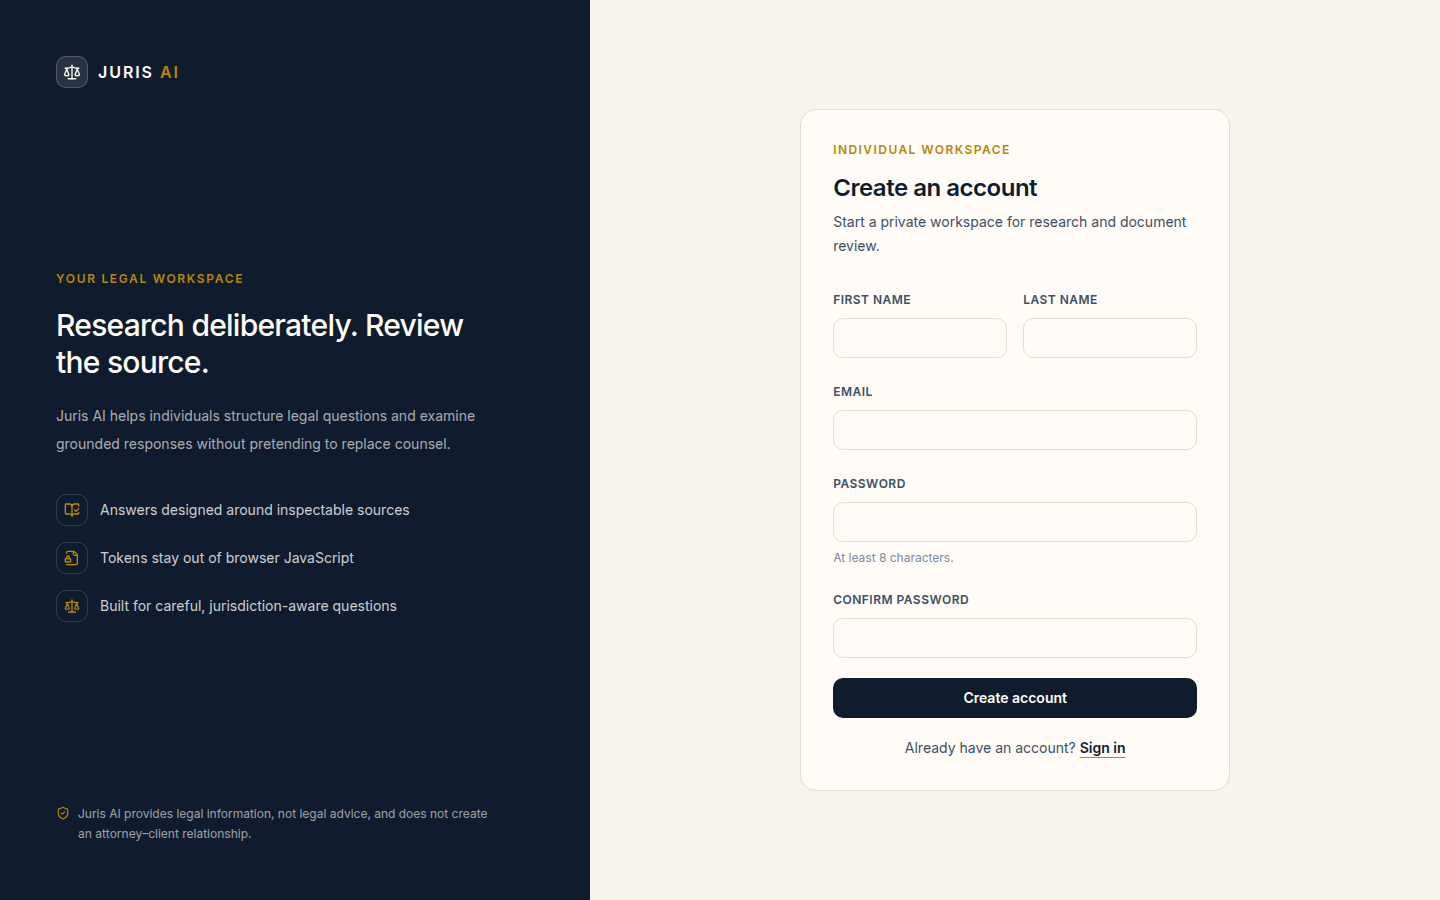 JURIS AI
YOUR LEGAL WORKSPACE
Research deliberately. Review
the source.
Juris AI helps individuals structure legal questions and examine
grounded responses without pretending to replace counsel.
Answers designed around inspectable sources
Tokens stay out of browser JavaScript
Built for careful, jurisdiction-aware questions
Juris AI provides legal information, not legal advice, and does not create
an attorney–client relationship.
INDIVIDUAL WORKSPACE
Create an account
Start a private workspace for research and document
review.
FIRST NAME LAST NAME
EMAIL
PASSWORD
At least 8 characters.
CONFIRM PASSWORD
Create account
Already have an account? Sign in